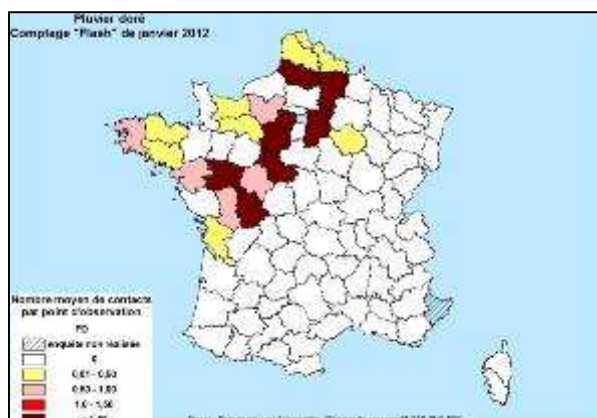 Pluvier doré
Comptage "Flash" de janvier 2012
Nombre moyen de contacts
par point d'observation
PD
enquête non réalisée
0
0,01 - 0,50
0,50 - 1,00
1,0 - 1,50